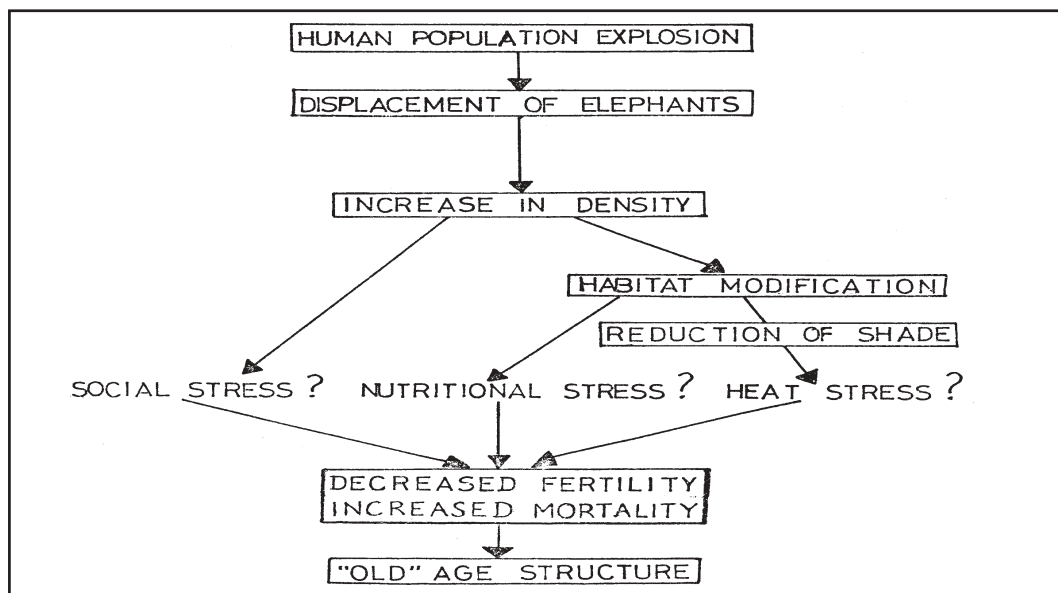 HUMAN POPULATION EXPLOSION
DISPLACEMENT OF ELEPHANTS
INCREASE IN DENSITY
HABITAT MODIFICATION
REDUCTION OF SHADE
SOCIAL STRESS ? NUTRITIONAL STRESS ? HEAT STRESS ?
DECREASED FERTILITY
INCREASED MORTALITY
"OLD" AGE STRUCTURE